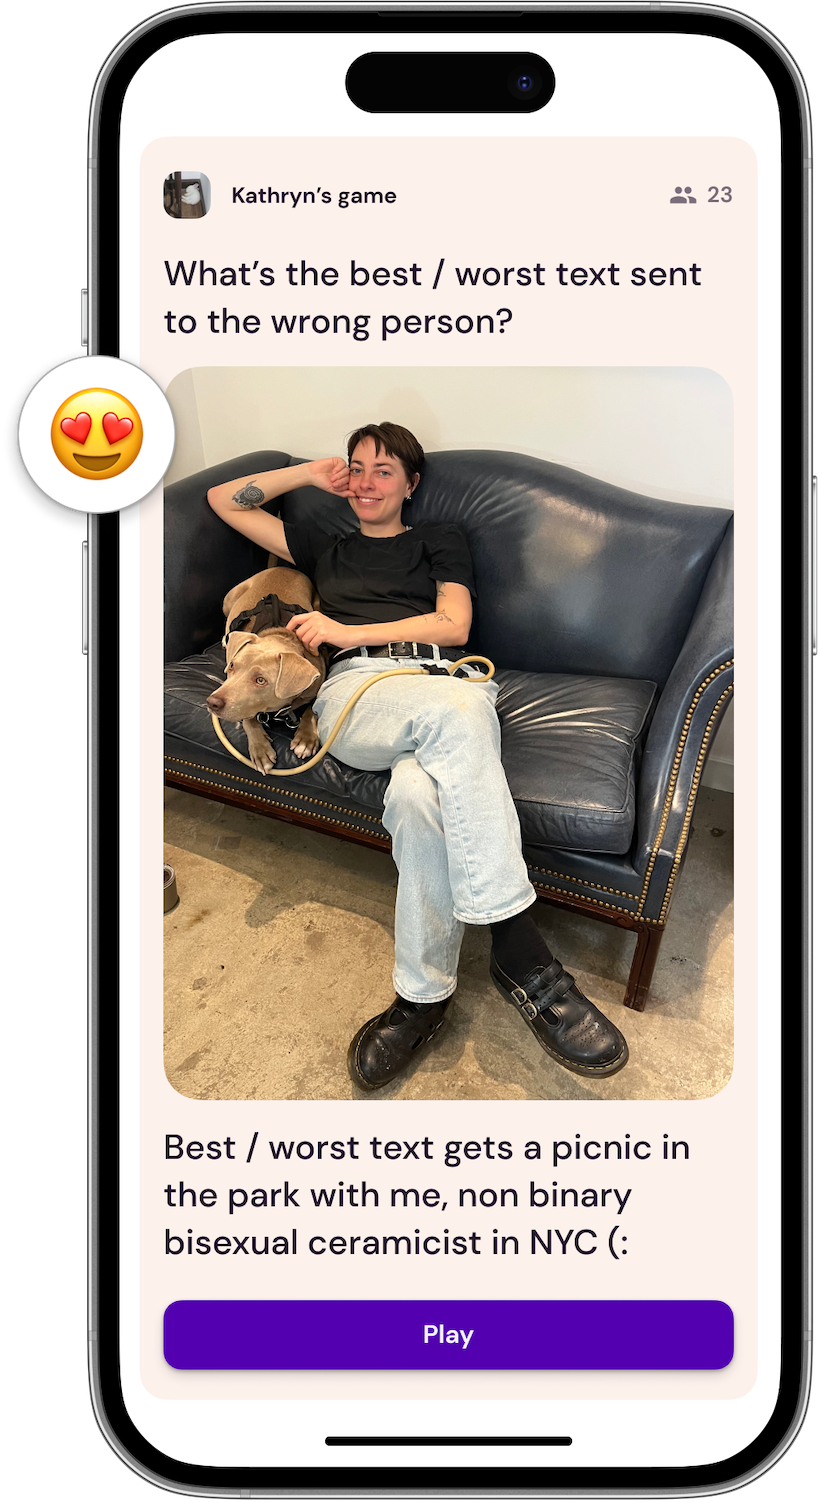 Kathryn’s game
23
What’s the best / worst text sent
to the wrong person?
Best / worst text gets a picnic in
the park with me, non binary
bisexual ceramicist in NYC (:
Play